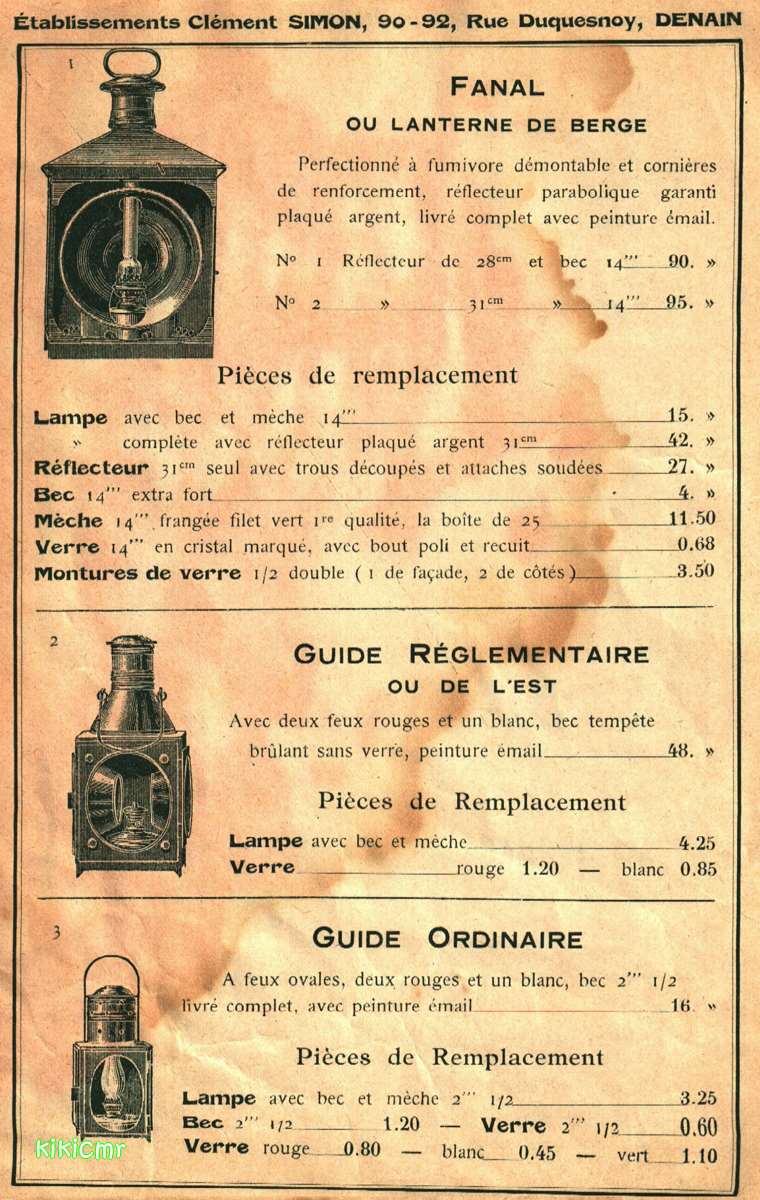 Établissements Clément SIMON, 90-92, Rue Duquesnoy, DENAIN
1
FANAL
OU LANTERNE DE BERGE
Perfectionné à fumivore démontable et cornières
de renforcement, réflecteur parabolique garanti
plaqué argent, livré complet avec peinture émail.
Nº 1 Réflecteur de 28cm et bec 14''' 90. »
Nº 2 » 31cm » 14''' 95. »
Pièces de remplacement
Lampe avec bec et mèche 14''' 15. »
» complète avec réflecteur plaqué argent 31cm 42. »
Réflecteur 31cm seul avec trous découpés et attaches soudées 27. »
Bec 14''' extra fort 4. »
Mèche 14''' frangée filet vert 1re qualité, la boîte de 25 11.50
Verre 14''' en cristal marqué, avec bout poli et recuit 0.68
Montures de verre 1/2 double (1 de façade, 2 de côtés) 3.50
2
GUIDE RÉGLEMENTAIRE
OU DE L'EST
Avec deux feux rouges et un blanc, bec tempête
brûlant sans verre, peinture émail 48. »
Pièces de Remplacement
Lampe avec bec et mèche 4.25
Verre rouge 1.20 — blanc 0.85
3
GUIDE ORDINAIRE
A feux ovales, deux rouges et un blanc, bec 2''' 1/2
livré complet, avec peinture émail 16. »
Pièces de Remplacement
Lampe avec bec et mèche 2''' 1/2 3.25
Bec 2''' 1/2 1.20 — Verre 2''' 1/2 0.60
Verre rouge 0.80 — blanc 0.45 — vert 1.10
kikicmr